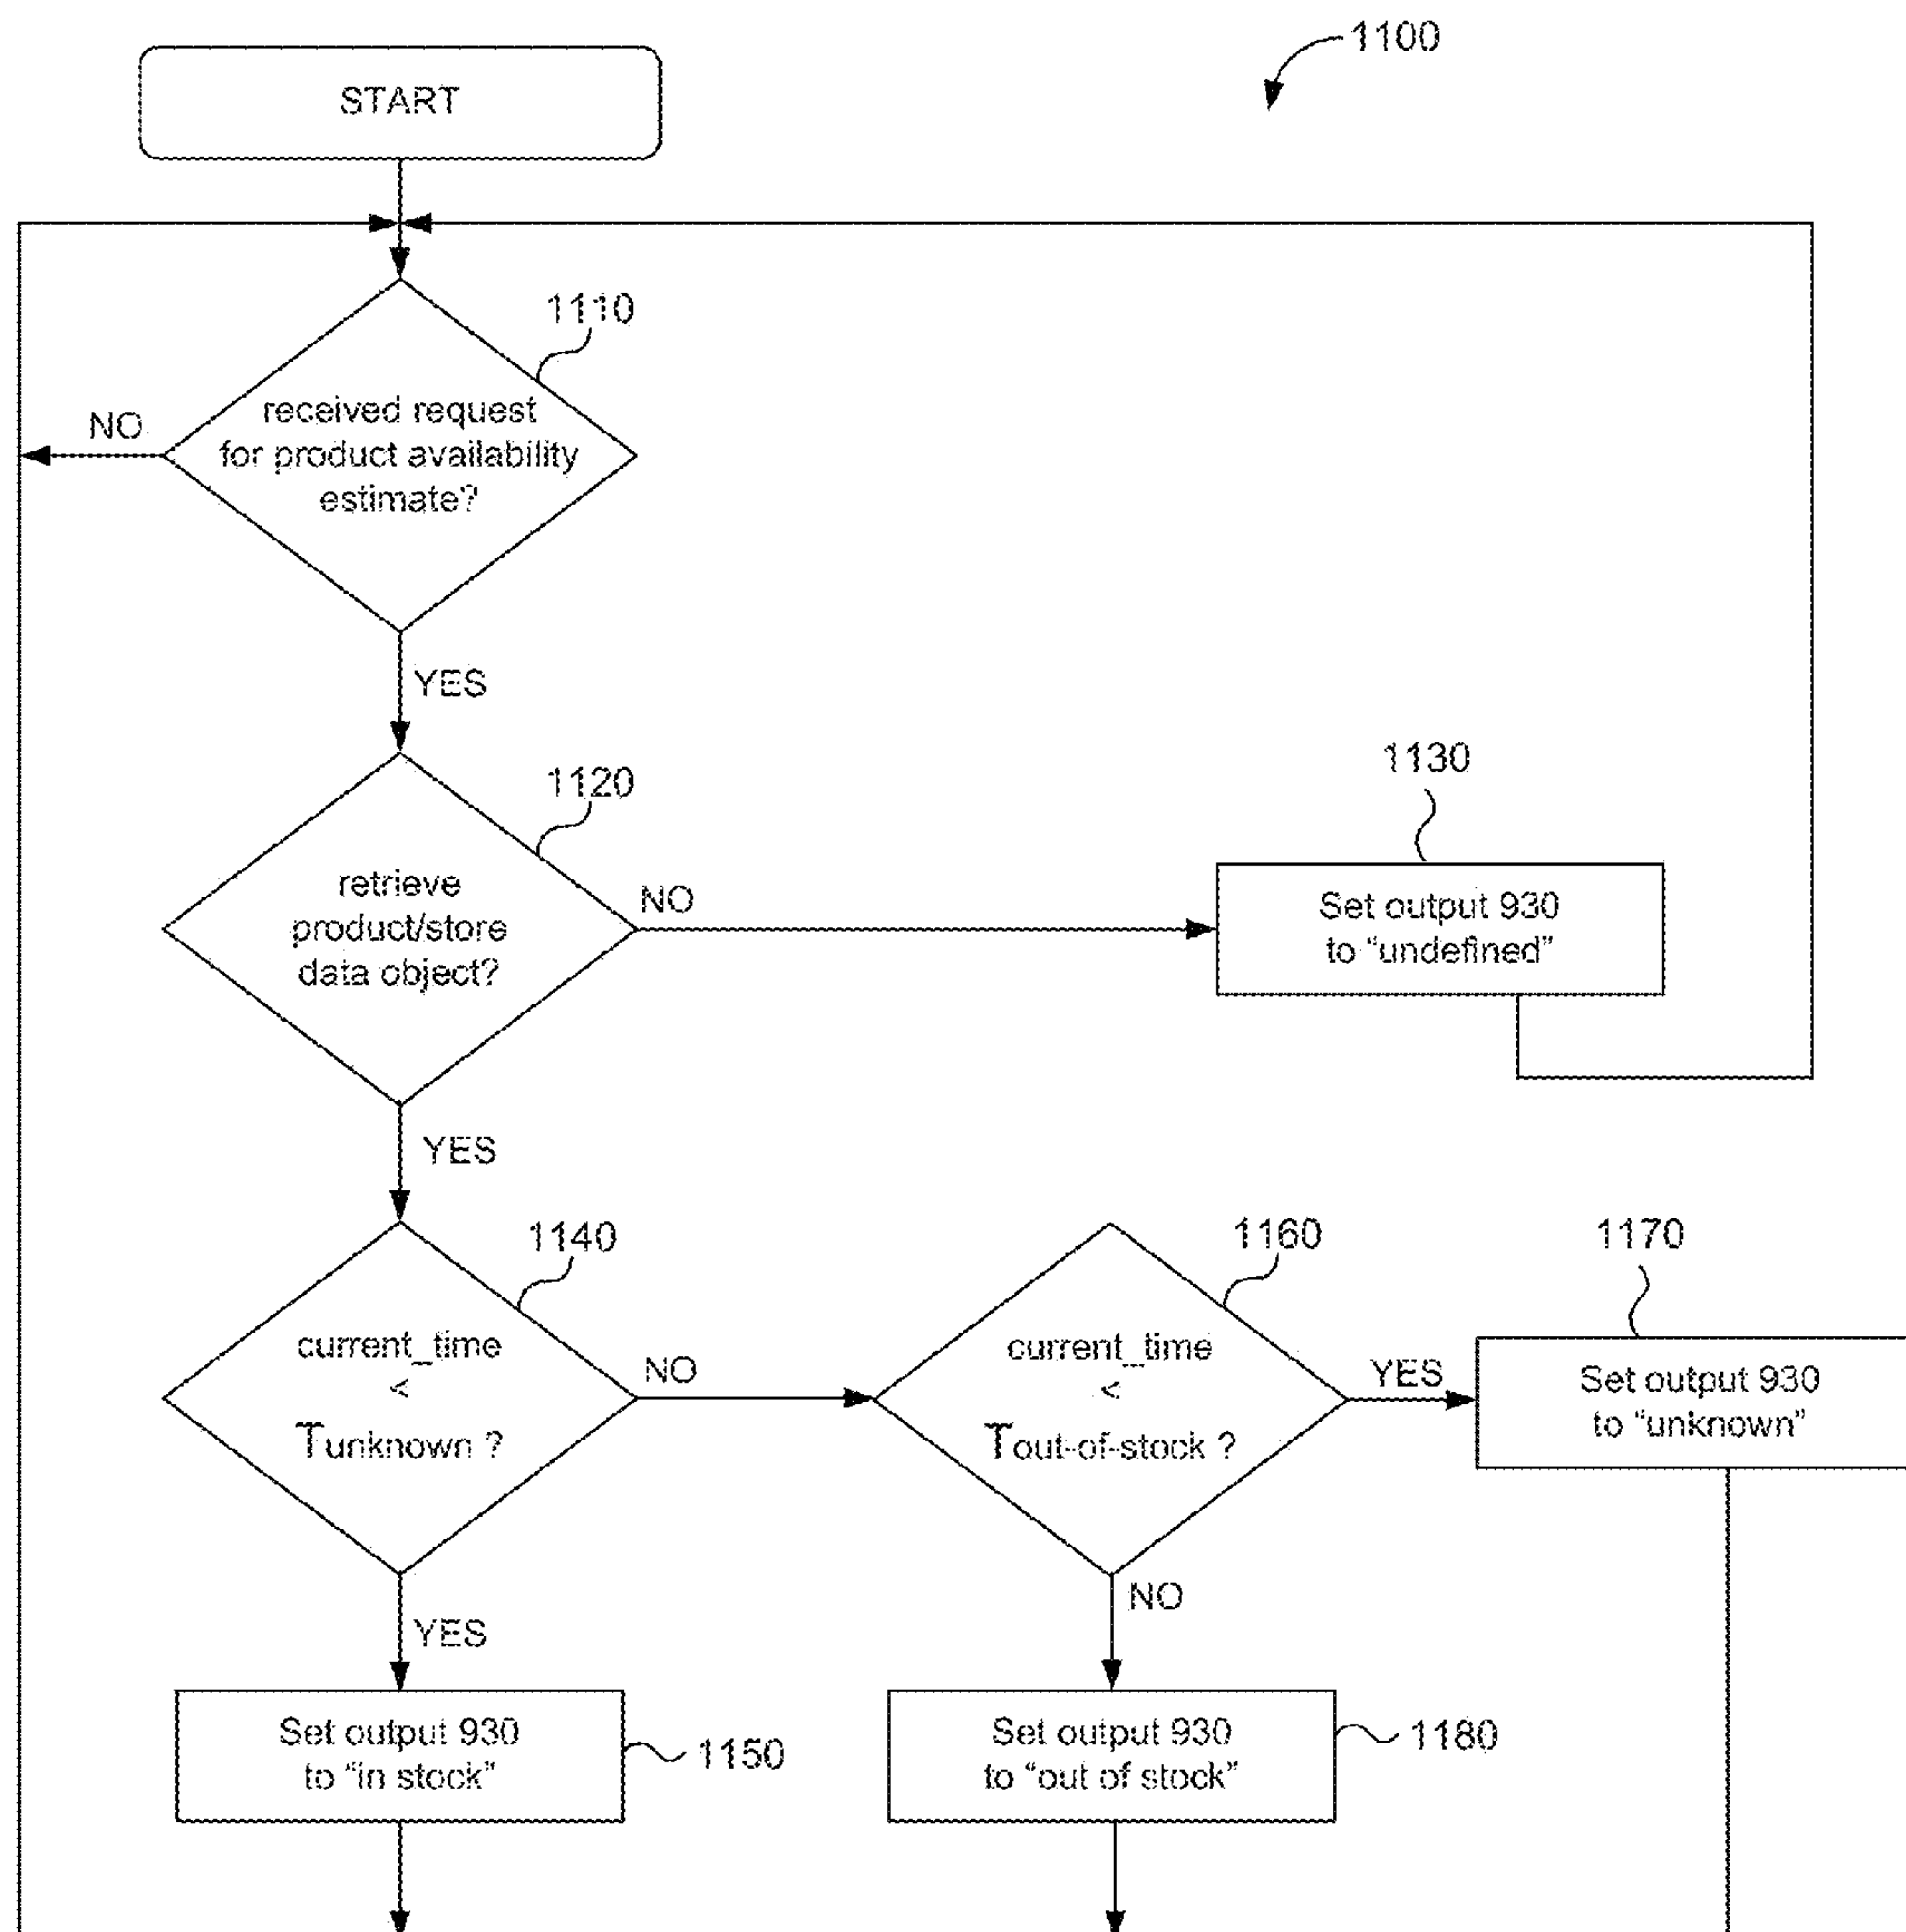 1100
START
1110
received request
for product availability
estimate?
NO
YES
1120
retrieve
product/store
data object?
NO
1130
Set output 930
to “undefined”
YES
1140
current_time
<
Tunknown ?
NO
1160
current_time
<
Tout-of-stock ?
YES
1170
Set output 930
to “unknown”
YES
NO
Set output 930
to “in stock”
1150
Set output 930
to “out of stock”
1180